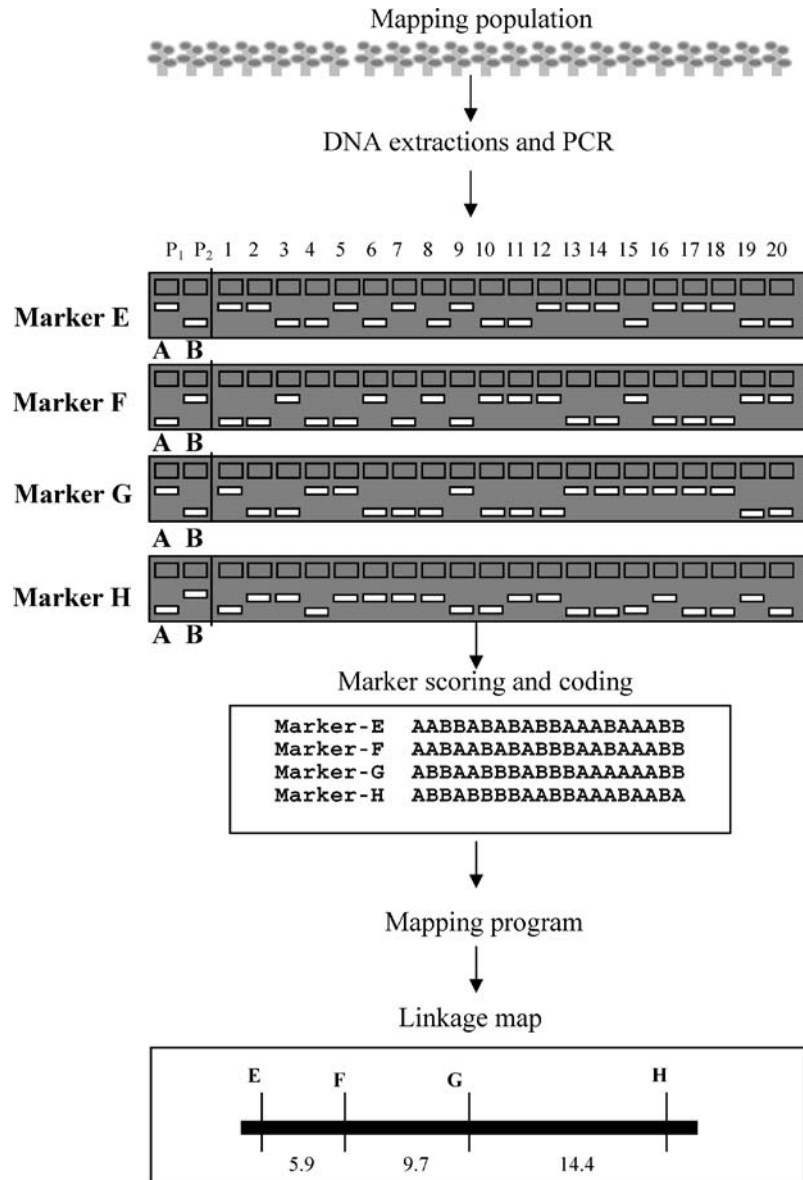 Mapping population
DNA extractions and PCR
P1 P2 1 2 3 4 5 6 7 8 9 10 11 12 13 14 15 16 17 18 19 20
Marker E
A B
Marker F
A B
Marker G
A B
Marker H
A B
Marker scoring and coding
Marker-E AABBABABABBAAABAAABB
Marker-F AABAABABABBBAABAAABB
Marker-G ABBAABBBABBBAAAAAABB
Marker-H ABBABBBBAABBAAABAABA
Mapping program
Linkage map
E F G H
5.9 9.7 14.4